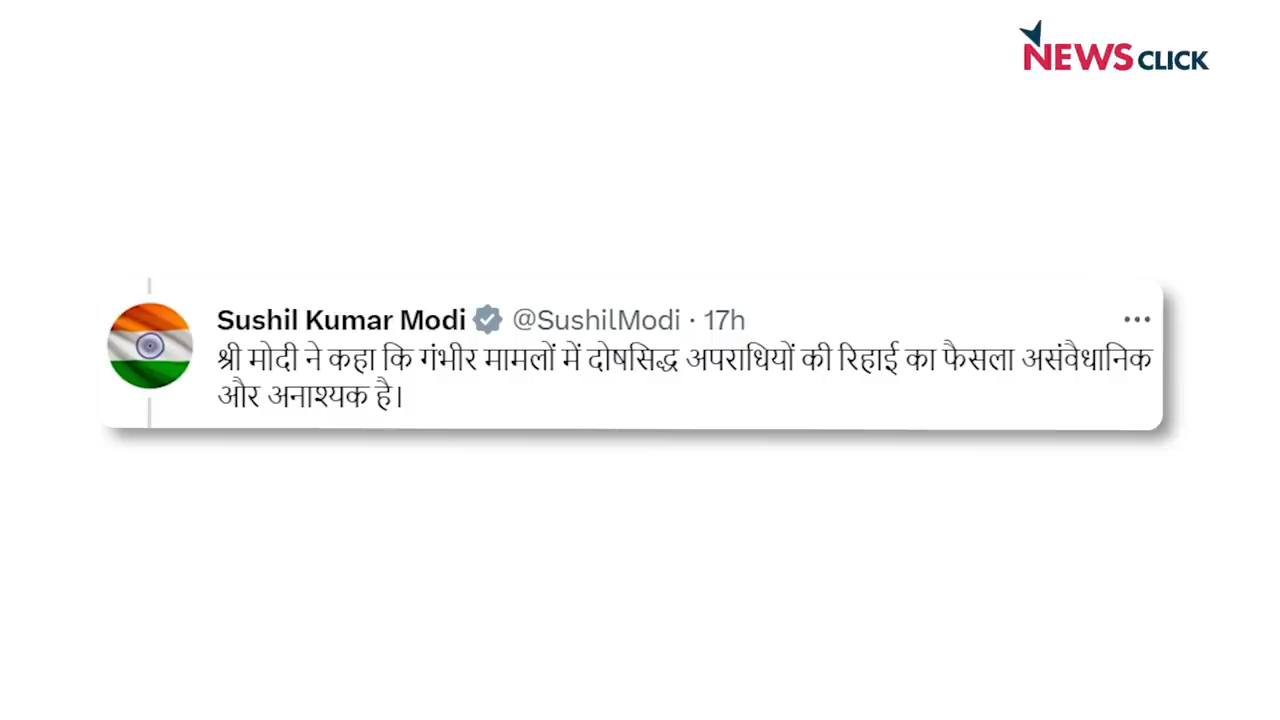 NEWSCLICK
Sushil Kumar Modi @SushilModi · 17h
श्री मोदी ने कहा कि गंभीर मामलों में दोषसिद्ध अपराधियों की रिहाई का फैसला असंवैधानिक
और अनाश्यक है।